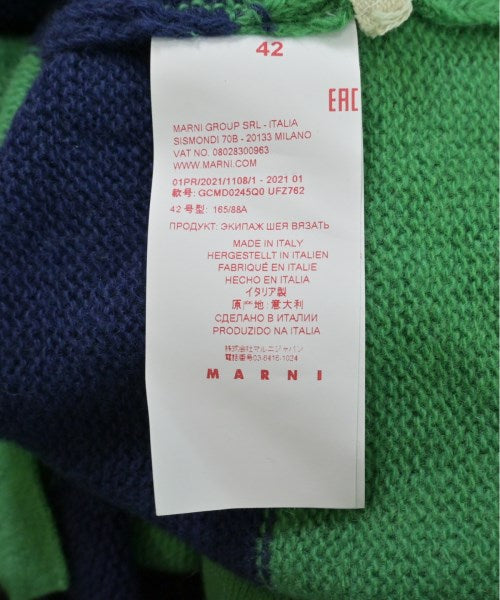 42
EAC
MARNI GROUP SRL - ITALIA
SISMONDI 70B - 20133 MILANO
VAT NO. 08028300963
WWW.MARNI.COM
01PR/2021/1108/1 - 2021 01
款号: GCMD0245Q0 UFZ762
42 号型: 165/88A
ПРОДУКТ: ЭКИПАЖ ШЕЯ ВЯЗАТЬ
MADE IN ITALY
HERGESTELLT IN ITALIEN
FABRIQUÉ EN ITALIE
HECHO EN ITALIA
イタリア製
原产地: 意大利
СДЕЛАНО В ИТАЛИИ
PRODUZIDO NA ITALIA
株式会社マルニジャパン
電話番号03-6416-1024
MARNI